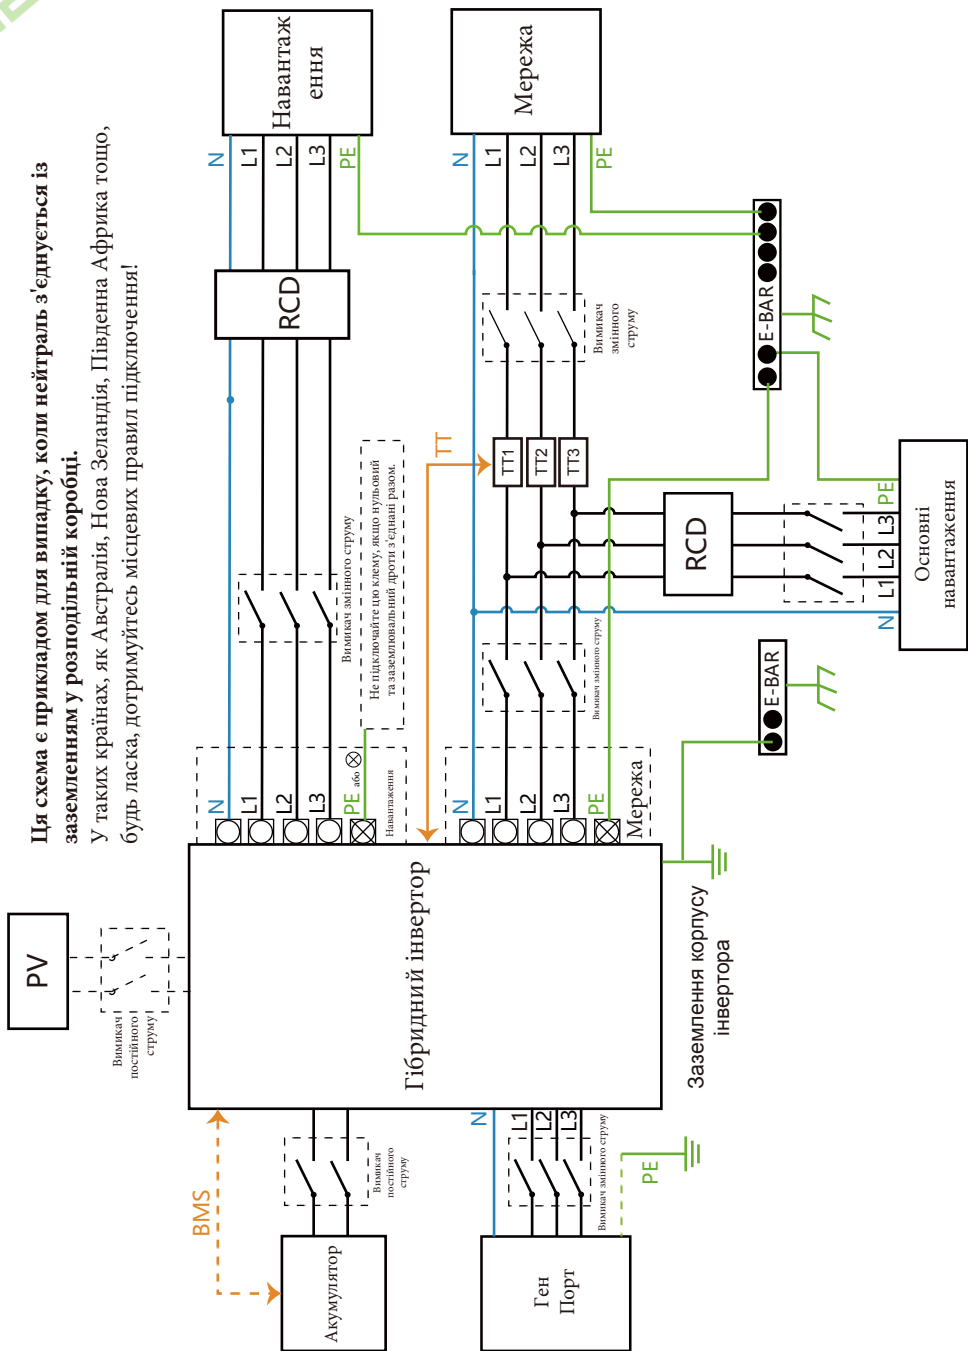 Ця схема є прикладом для випадку, коли нейтраль з'єднується із
заземленням у розподільній коробці.
У таких країнах, як Австралія, Нова Зеландія, Південна Африка тощо,
будь ласка, дотримуйтесь місцевих правил підключення!
PV
Вимикач
постійного
струму
BMS
Акумулятор
Вимикач
постійного
струму
Гібридний інвертор
N
L1
L2
L3
PE
або
Навантаження
Вимикач змінного струму
Не підключайте цю клему, якщо нульовий
та заземлювальний дроти з'єднані разом.
RCD
N
L1
L2
L3
PE
Навантаж
ення
Ген
Порт
N
L1
L2
L3
Вимикач змінного струму
PE
Заземлення корпусу
інвертора
N
L1
L2
L3
PE
Мережа
Вимикач змінного струму
TT
TT1
TT2
TT3
Вимикач
змінного
струму
N
L1
L2
L3
PE
Мережа
RCD
E-BAR
E-BAR
N
L1
L2
L3
PE
Основні
навантаження